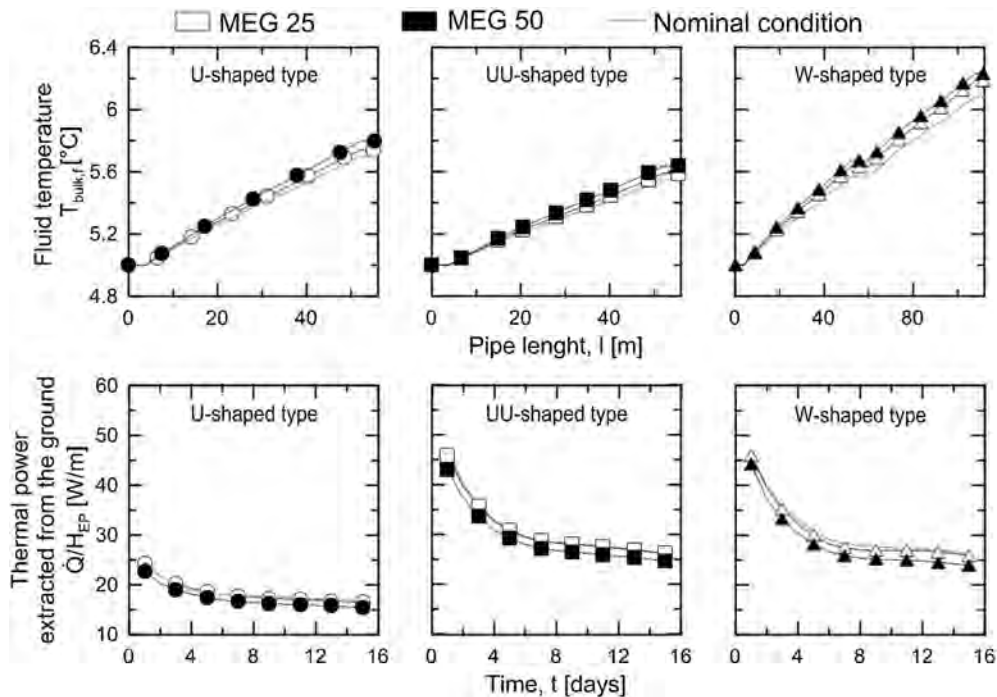 MEG 25 MEG 50 Nominal condition
6.4
6
5.6
5.2
4.8
Fluid temperature
T_bulk,f [°C]
U-shaped type
UU-shaped type
W-shaped type
0 20 40
0 20 40
0 40 80
Pipe lenght, l [m]
60
50
40
30
20
10
Thermal power
extracted from the ground
Q̇/H_EP [W/m]
U-shaped type
UU-shaped type
W-shaped type
0 4 8 12 16
0 4 8 12 16
0 4 8 12 16
Time, t [days]